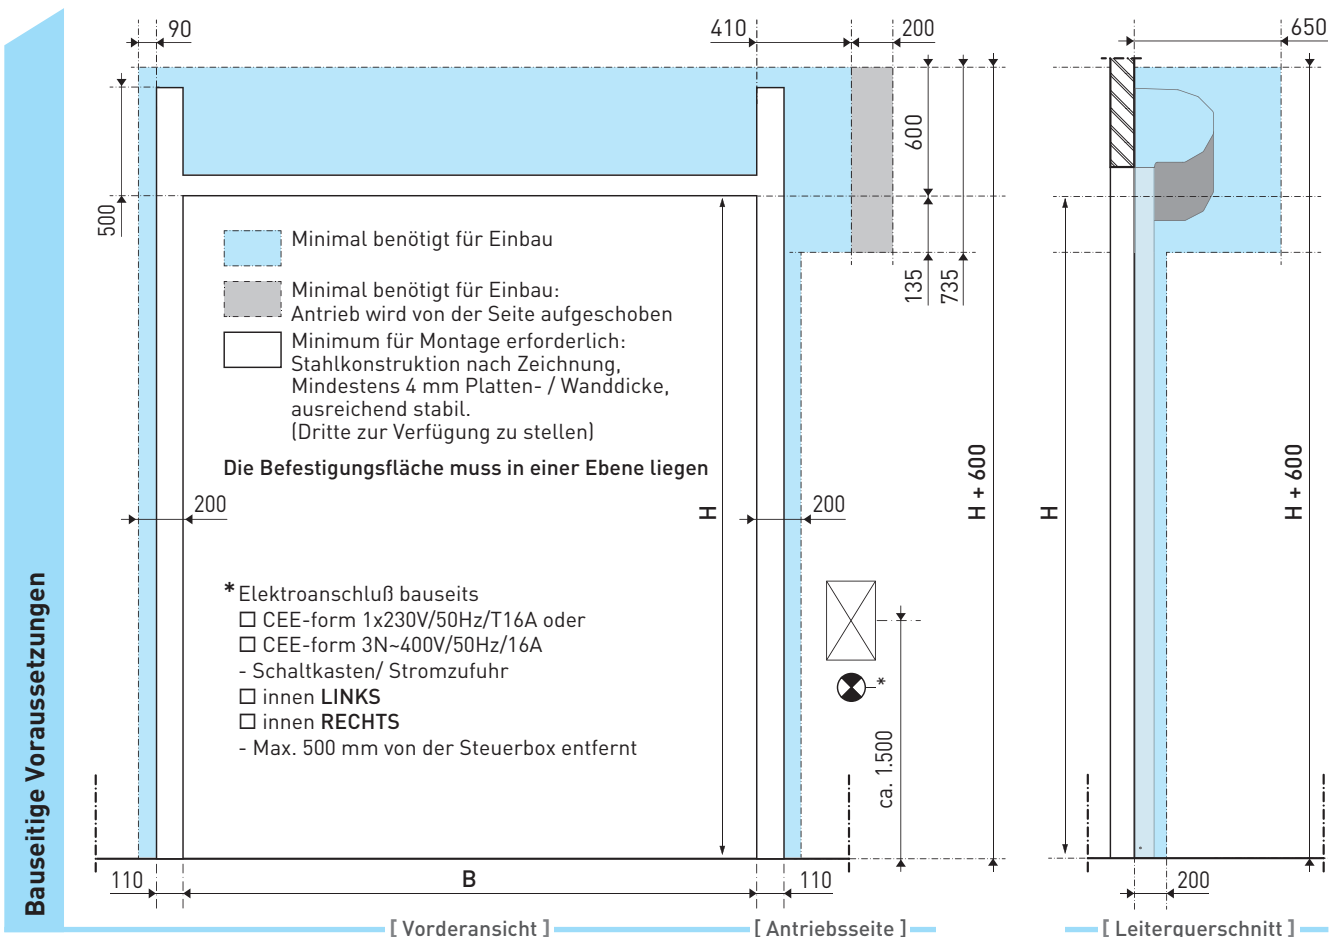 Bauseitige Voraussetzungen
90
410
200
650
500
600
135
735
Minimal benötigt für Einbau
Minimal benötigt für Einbau:
Antrieb wird von der Seite aufgeschoben
Minimum für Montage erforderlich:
Stahlkonstruktion nach Zeichnung,
Mindestens 4 mm Platten- / Wanddicke,
ausreichend stabil.
(Dritte zur Verfügung zu stellen)
Die Befestigungsfläche muss in einer Ebene liegen
200
H
200
H + 600
H
H + 600
* Elektroanschluß bauseits
☐ CEE-form 1x230V/50Hz/T16A oder
☐ CEE-form 3N~400V/50Hz/16A
- Schaltkasten/ Stromzufuhr
☐ innen LINKS
☐ innen RECHTS
- Max. 500 mm von der Steuerbox entfernt
*
ca. 1.500
110
B
110
200
[ Vorderansicht ]
[ Antriebsseite ]
[ Leiterquerschnitt ]